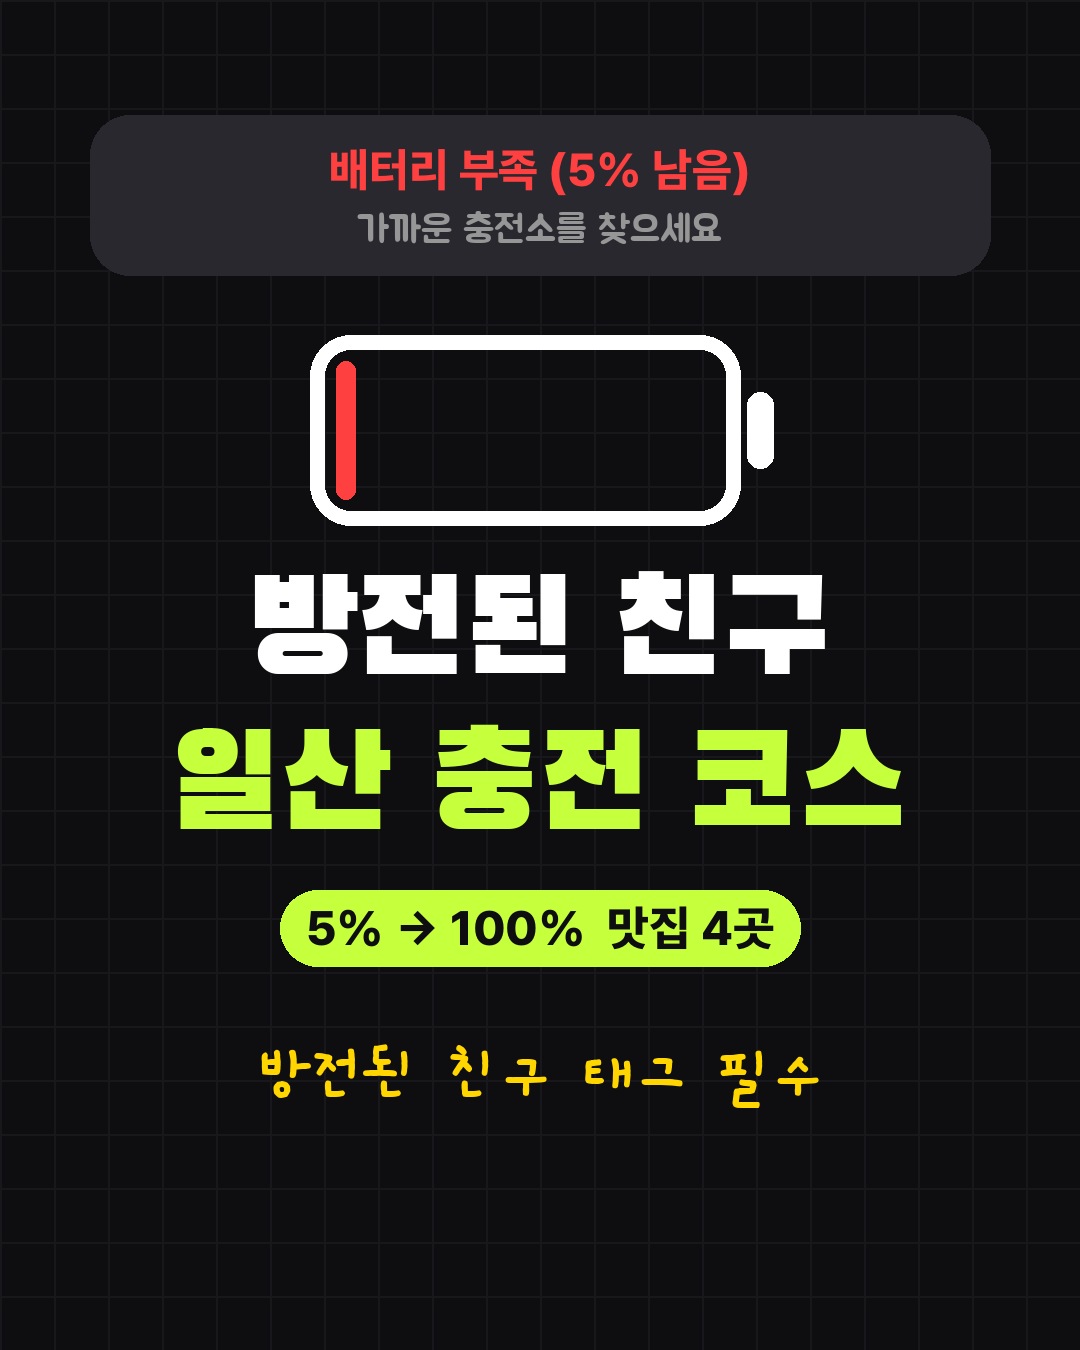 배터리 부족 (5% 남음)
가까운 충전소를 찾으세요
방전된 친구
일산 충전 코스
5% → 100% 맛집 4곳
방전된 친구 태그 필수